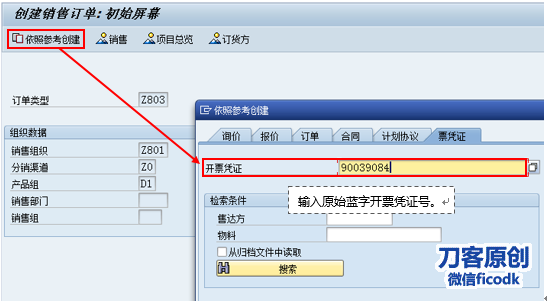 创建销售订单:初始屏幕
依照参考创建 销售 项目总览 订货方
订单类型 Z803
组织数据
销售组织 Z801
分销渠道 Z0
产品组 D1
销售部门
销售组
依照参考创建
询价 报价 订单 合同 计划协议 票凭证
开票凭证 90039084
输入原始蓝字开票凭证号。
检索条件
售达方
物料
从归档文件中读取
搜索
刀客原创
微信ficodk